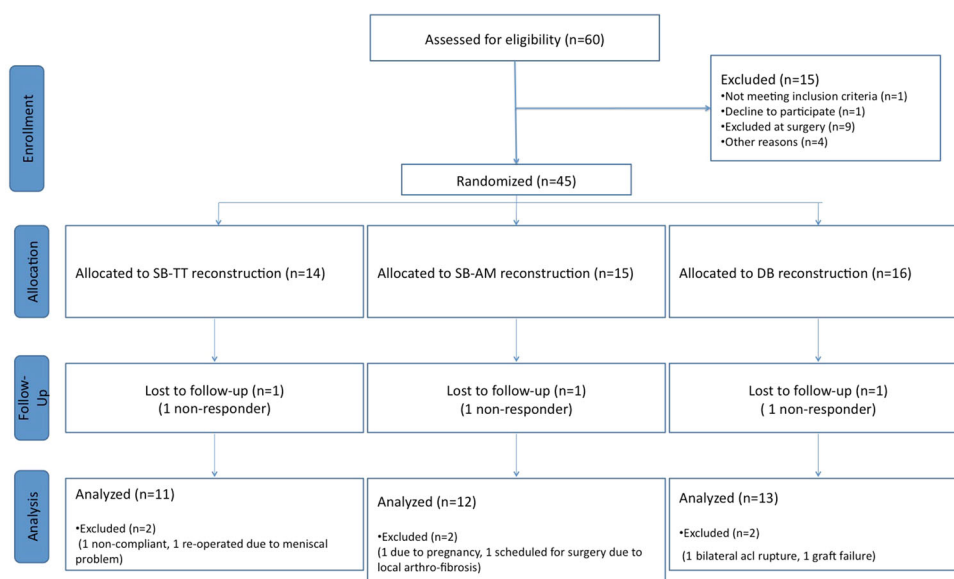 Assessed for eligibility (n=60)
Enrollment
Excluded (n=15)
•Not meeting inclusion criteria (n=1)
•Decline to participate (n=1)
•Excluded at surgery (n=9)
•Other reasons (n=4)
Randomized (n=45)
Allocation
Allocated to SB-TT reconstruction (n=14)
Allocated to SB-AM reconstruction (n=15)
Allocated to DB reconstruction (n=16)
Follow-
Up
Lost to follow-up (n=1)
(1 non-responder)
Lost to follow-up (n=1)
(1 non-responder)
Lost to follow-up (n=1)
( 1 non-responder)
Analysis
Analyzed (n=11)
•Excluded (n=2)
(1 non-compliant, 1 re-operated due to meniscal
problem)
Analyzed (n=12)
•Excluded (n=2)
(1 due to pregnancy, 1 scheduled for surgery due to
local arthro-fibrosis)
Analyzed (n=13)
•Excluded (n=2)
(1 bilateral acl rupture, 1 graft failure)